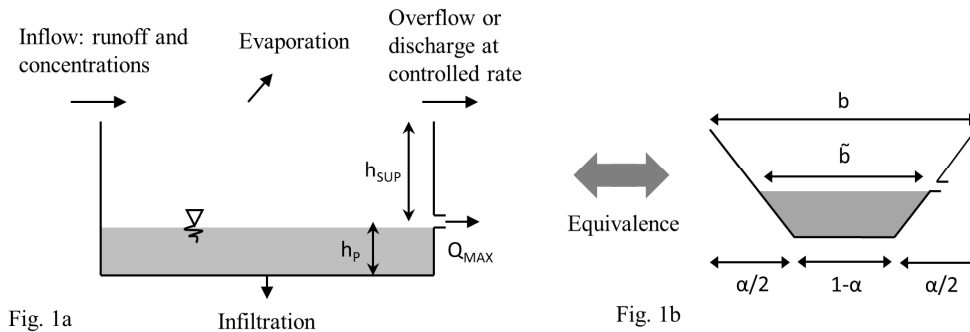 Inflow: runoff and
concentrations
Evaporation
Overflow or
discharge at
controlled rate
h_SUP
h_P
Q_MAX
Infiltration
Fig. 1a
Equivalence
b
b̃
α/2
1-α
α/2
Fig. 1b